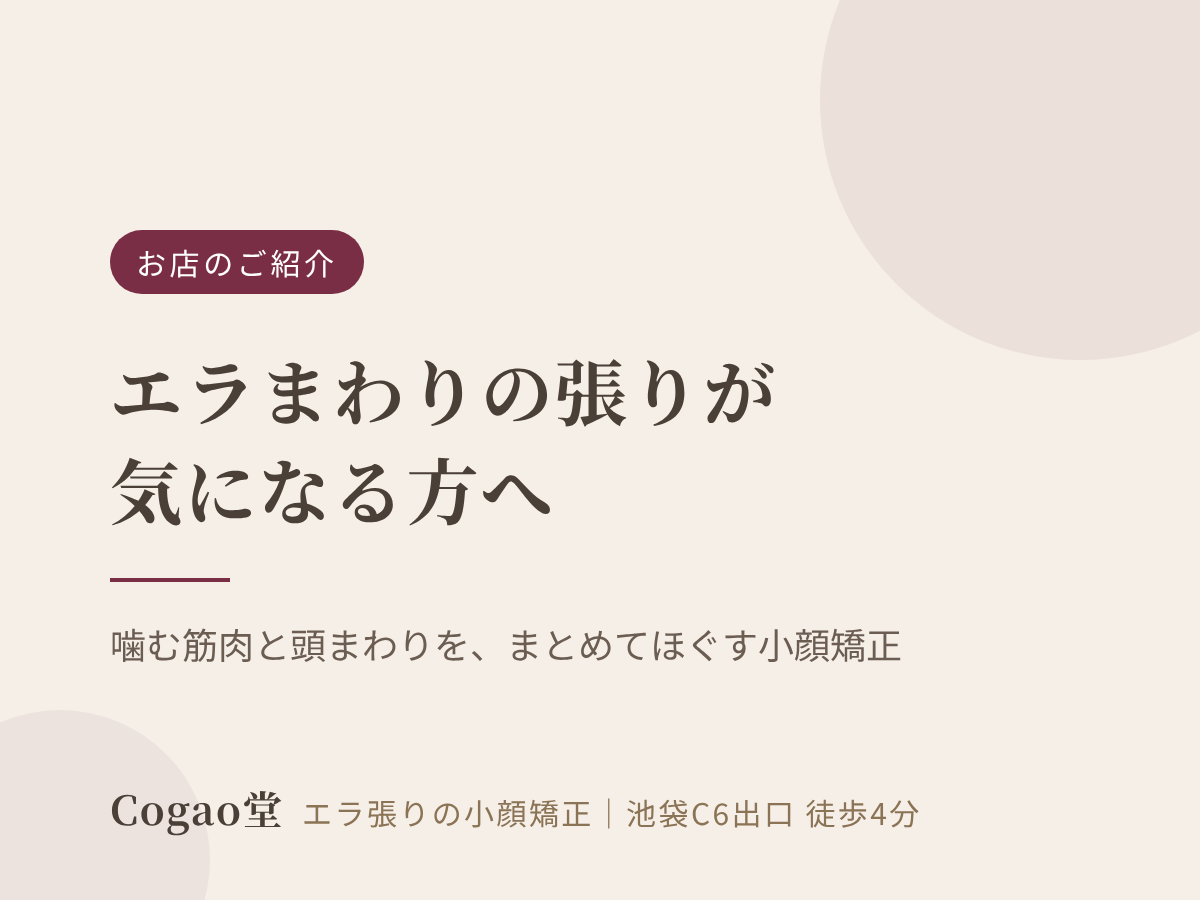 お店のご紹介
エラまわりの張りが
気になる方へ
噛む筋肉と頭まわりを、まとめてほぐす小顔矯正
Cogao堂 エラ張りの小顔矯正｜池袋C6出口 徒歩4分